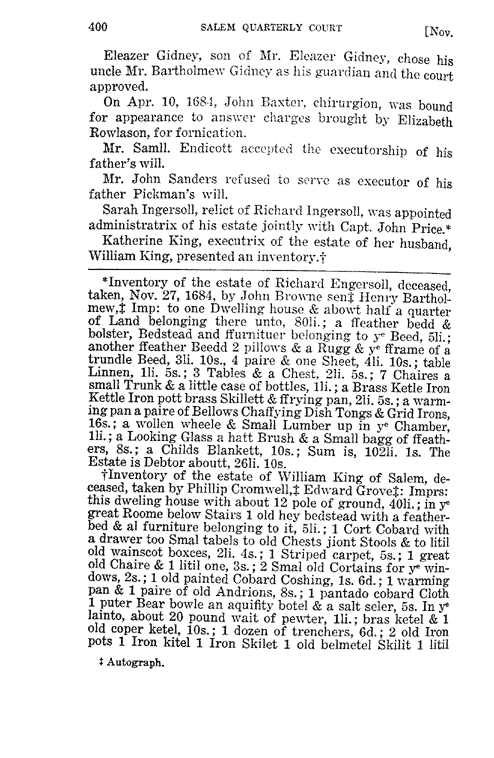 400 SALEM QUARTERLY COURT [Nov.
Eleazer Gidney, son of Mr. Eleazer Gidney, chose his
uncle Mr. Bartholmew Gidney as his guardian and the court
approved.
On Apr. 10, 1684, John Baxter, chirurgion, was bound
for appearance to answer charges brought by Elizabeth
Rowlason, for fornication.
Mr. Samll. Endicott accepted the executorship of his
father's will.
Mr. John Sanders refused to serve as executor of his
father Pickman's will.
Sarah Ingersoll, relict of Richard Ingersoll, was appointed
administratrix of his estate jointly with Capt. John Price.*
Katherine King, executrix of the estate of her husband,
William King, presented an inventory.†
*Inventory of the estate of Richard Engersoll, deceased,
taken, Nov. 27, 1684, by John Browne sen‡ Henry Barthol-
mew,‡ Imp: to one Dwelling house & abowt half a quarter
of Land belonging there unto, 80li.; a ffeather bedd &
bolster, Bedstead and ffurnituer belonging to yᵉ Beed, 5li.;
another ffeather Beedd 2 pillows & a Rugg & yᵉ fframe of a
trundle Beed, 3li. 10s., 4 paire & one Sheet, 4li. 10s.; table
Linnen, 1li. 5s.; 3 Tables & a Chest, 2li. 5s.; 7 Chaires a
small Trunk & a little case of bottles, 1li.; a Brass Ketle Iron
Kettle Iron pott brass Skillett & ffrying pan, 2li. 5s.; a warm-
ing pan a paire of Bellows Chaffying Dish Tongs & Grid Irons,
16s.; a wollen wheele & Small Lumber up in yᵉ Chamber,
1li.; a Looking Glass a hatt Brush & a Small bagg of ffeath-
ers, 8s.; a Childs Blankett, 10s.; Sum is, 102li. 1s. The
Estate is Debtor aboutt, 26li. 10s.
†Inventory of the estate of William King of Salem, de-
ceased, taken by Phillip Cromwell,‡ Edward Grove‡: Imprs:
this dweling house with about 12 pole of ground, 40li.; in yᵉ
great Roome below Stairs 1 old hey bedstead with a feather-
bed & al furniture belonging to it, 5li.; 1 Cort Cobard with
a drawer too Smal tabels to old Chests jiont Stools & to litil
old wainscot boxces, 2li. 4s.; 1 Striped carpet, 5s.; 1 great
old Chaire & 1 litil one, 3s.; 2 Smal old Cortains for yᵉ win-
dows, 2s.; 1 old painted Cobard Coshing, 1s. 6d.; 1 warming
pan & 1 paire of old Andrions, 8s.; 1 pantado cobard Cloth
1 puter Bear bowle an aquifity botel & a salt seler, 5s. In yᵉ
lainto, about 20 pound wait of pewter, 1li.; bras ketel & 1
old coper ketel, 10s.; 1 dozen of trenchers, 6d.; 2 old Iron
pots 1 Iron kitel 1 Iron Skilet 1 old belmetel Skilit 1 litil
‡ Autograph.